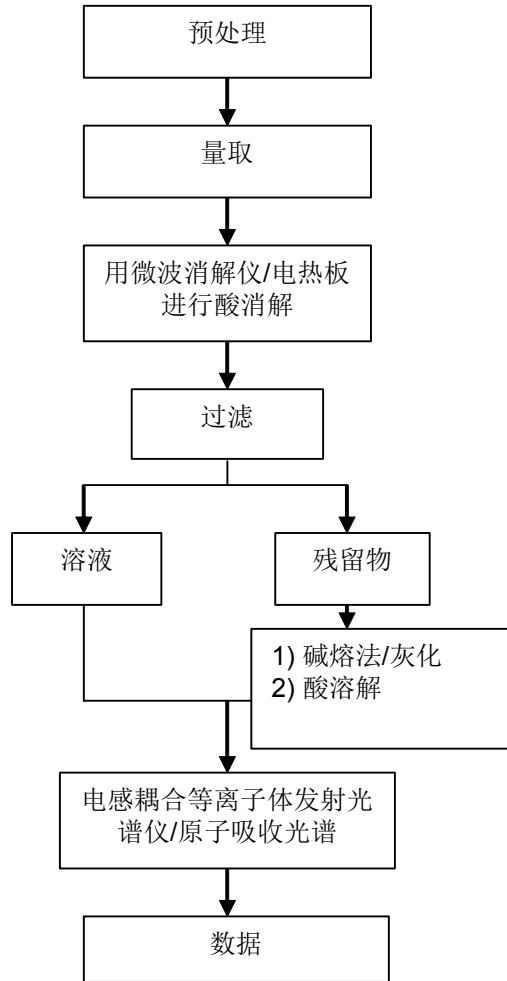 预处理
量取
用微波消解仪/电热板
进行酸消解
过滤
溶液
残留物
1) 碱熔法/灰化
2) 酸溶解
电感耦合等离子体发射光
谱仪/原子吸收光谱
数据